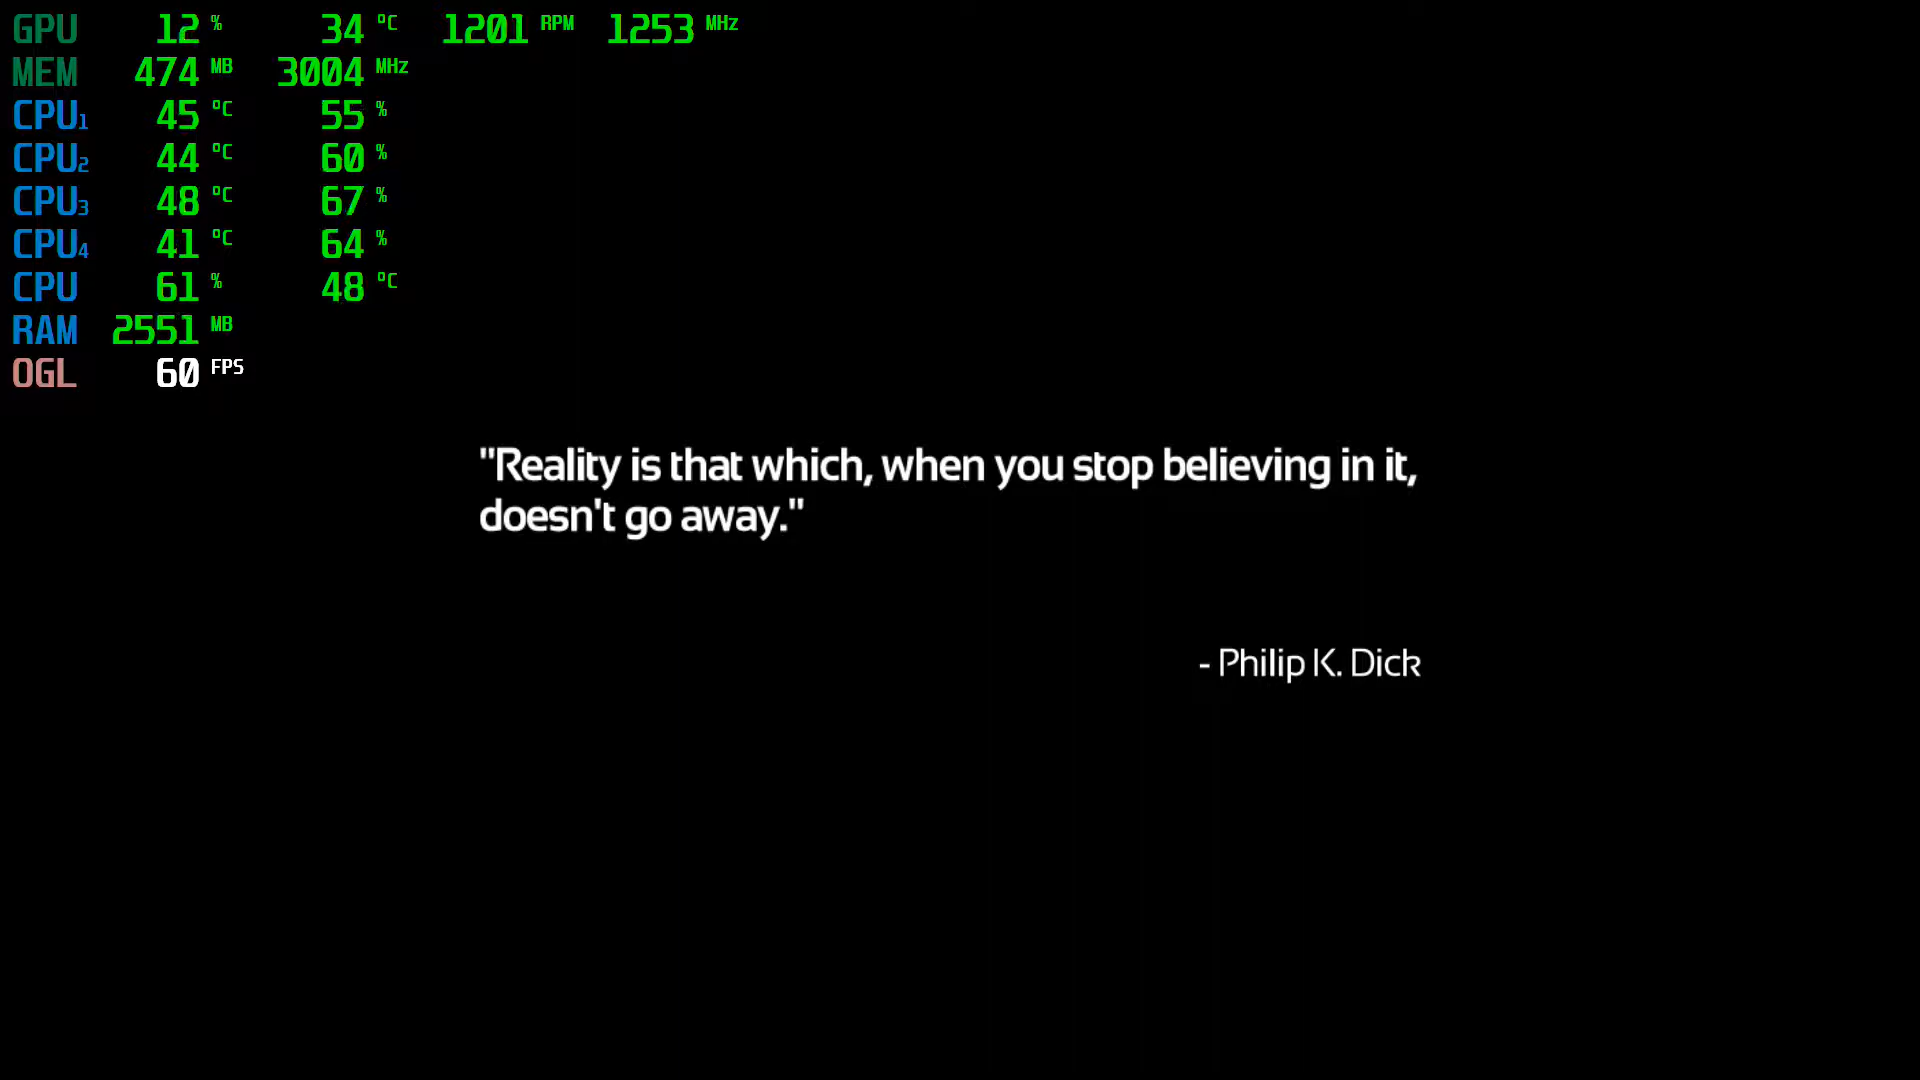 GPU 12 % 34 °C 1201 RPM 1253 MHz
MEM 474 MB 3004 MHz
CPU1 45 °C 55 %
CPU2 44 °C 60 %
CPU3 48 °C 67 %
CPU4 41 °C 64 %
CPU 61 % 48 °C
RAM 2551 MB
OGL 60 FPS
"Reality is that which, when you stop believing in it,
doesn't go away."
- Philip K. Dick